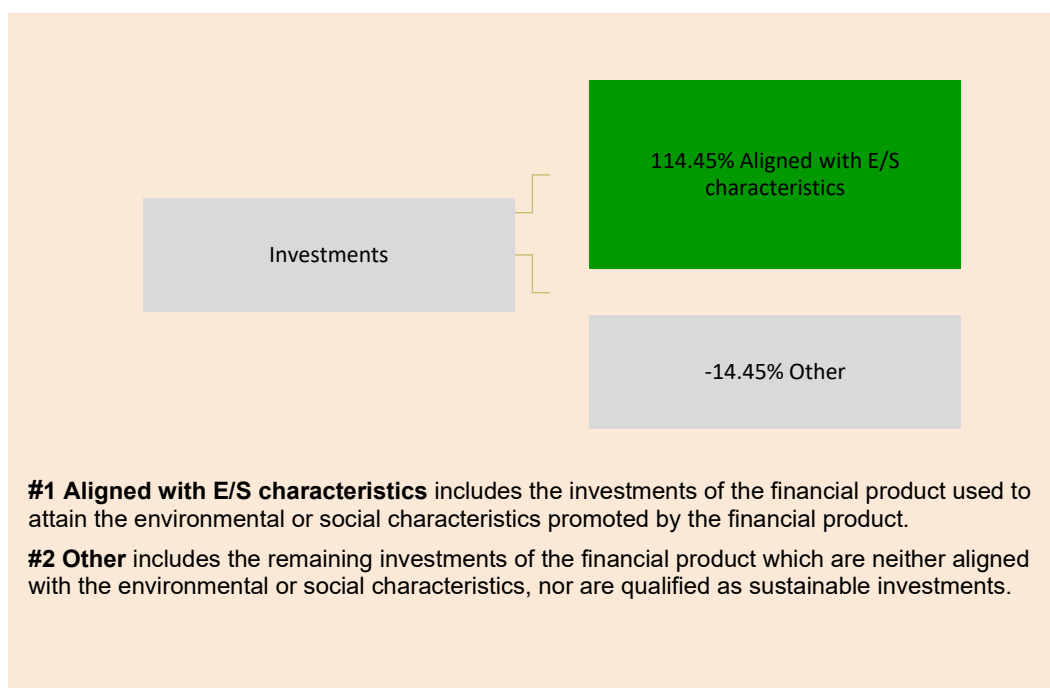 114.45% Aligned with E/S
characteristics
Investments
-14.45% Other
#1 Aligned with E/S characteristics includes the investments of the financial product used to
attain the environmental or social characteristics promoted by the financial product.
#2 Other includes the remaining investments of the financial product which are neither aligned
with the environmental or social characteristics, nor are qualified as sustainable investments.